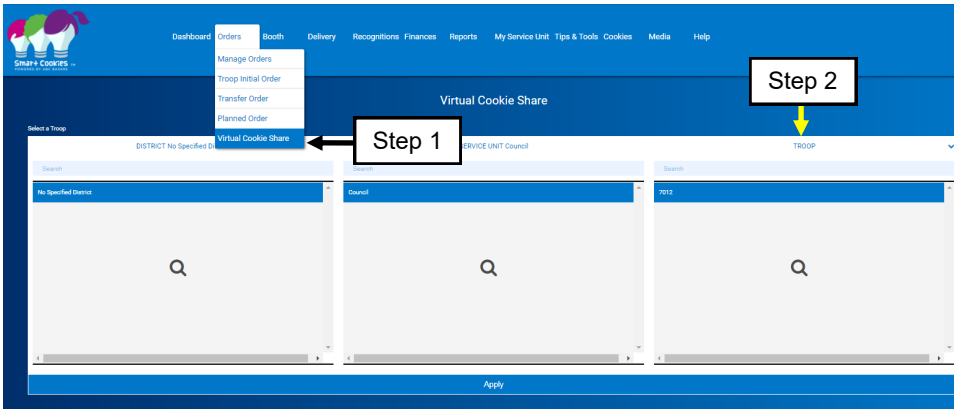 Dashboard Orders Booth Delivery Recognitions Finances Reports My Service Unit Tips & Tools Cookies Media Help
Smart Cookies TM
POWERED BY ABC BAKERS
Manage Orders
Troop Initial Order
Transfer Order
Planned Order
Virtual Cookie Share
Step 1
Step 2
Virtual Cookie Share
Select a Troop
DISTRICT No Specified Di
SERVICE UNIT Council
TROOP
Search
Search
Search
No Specified District
Council
7012
Apply